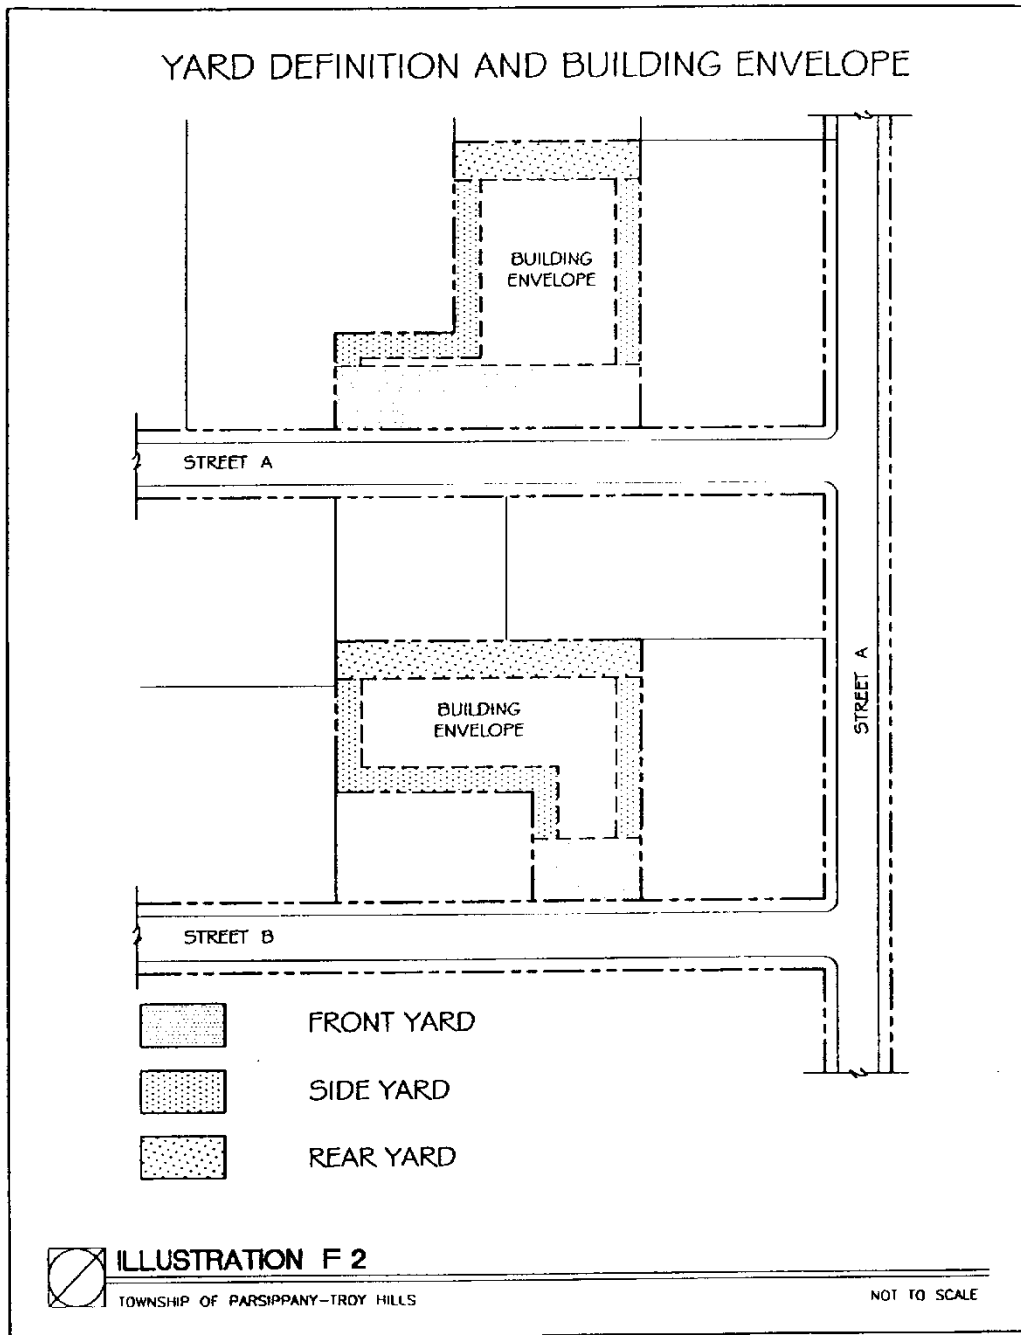 YARD DEFINITION AND BUILDING ENVELOPE
BUILDING
ENVELOPE
STREET A
STREET A
BUILDING
ENVELOPE
STREET B
FRONT YARD
SIDE YARD
REAR YARD
ILLUSTRATION F 2
TOWNSHIP OF PARSIPPANY-TROY HILLS
NOT TO SCALE